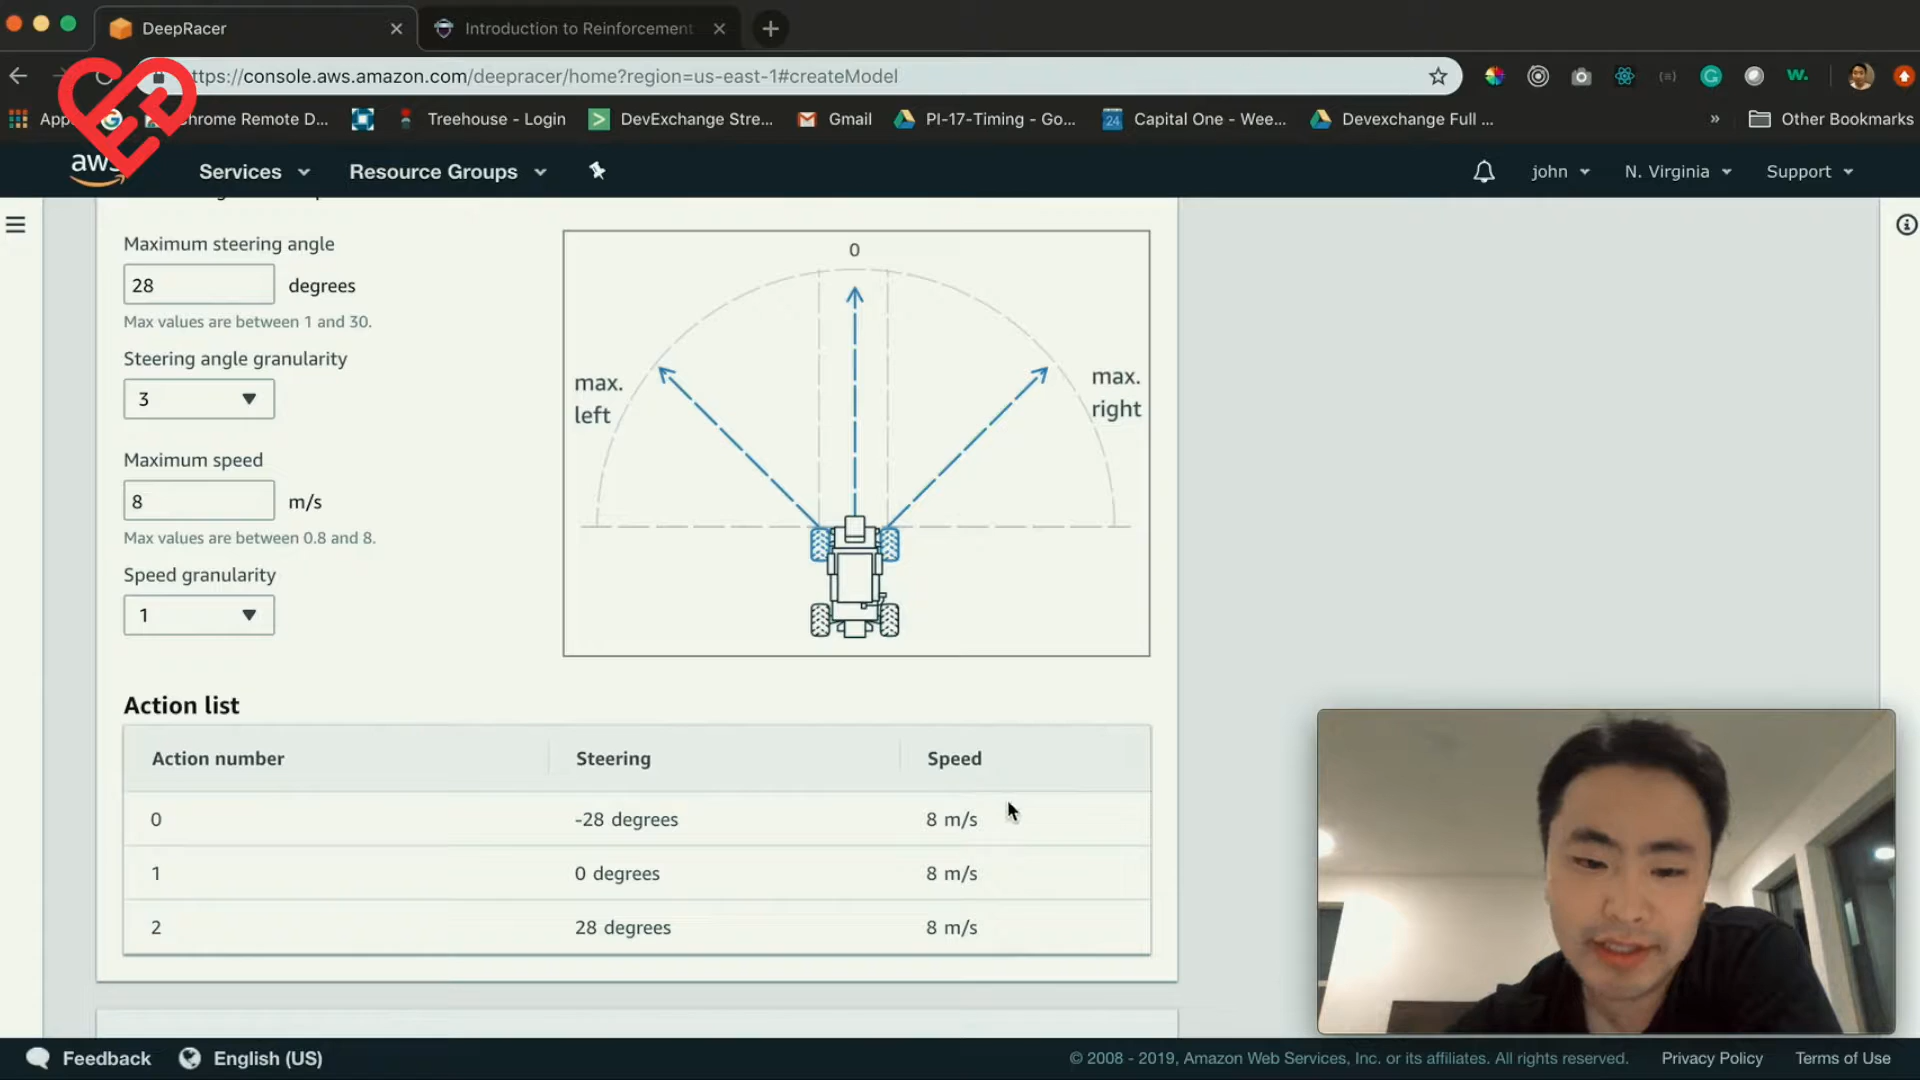 DeepRacer
Introduction to Reinforcement
ttps://console.aws.amazon.com/deepracer/home?region=us-east-1#createModel
w.
App
Chrome Remote D...
Treehouse - Login
DevExchange Stre...
Gmail
PI-17-Timing - Go...
24
Capital One - Wee...
Devexchange Full ...
»
Other Bookmarks
aws
Services
Resource Groups
john
N. Virginia
Support
Maximum steering angle
28 degrees
Max values are between 1 and 30.
Steering angle granularity
3
Maximum speed
8 m/s
Max values are between 0.8 and 8.
Speed granularity
1
0
max.
left
max.
right
Action list
Action number Steering Speed
0 -28 degrees 8 m/s
1 0 degrees 8 m/s
2 28 degrees 8 m/s
Feedback
English (US)
© 2008 - 2019, Amazon Web Services, Inc. or its affiliates. All rights reserved.
Privacy Policy
Terms of Use